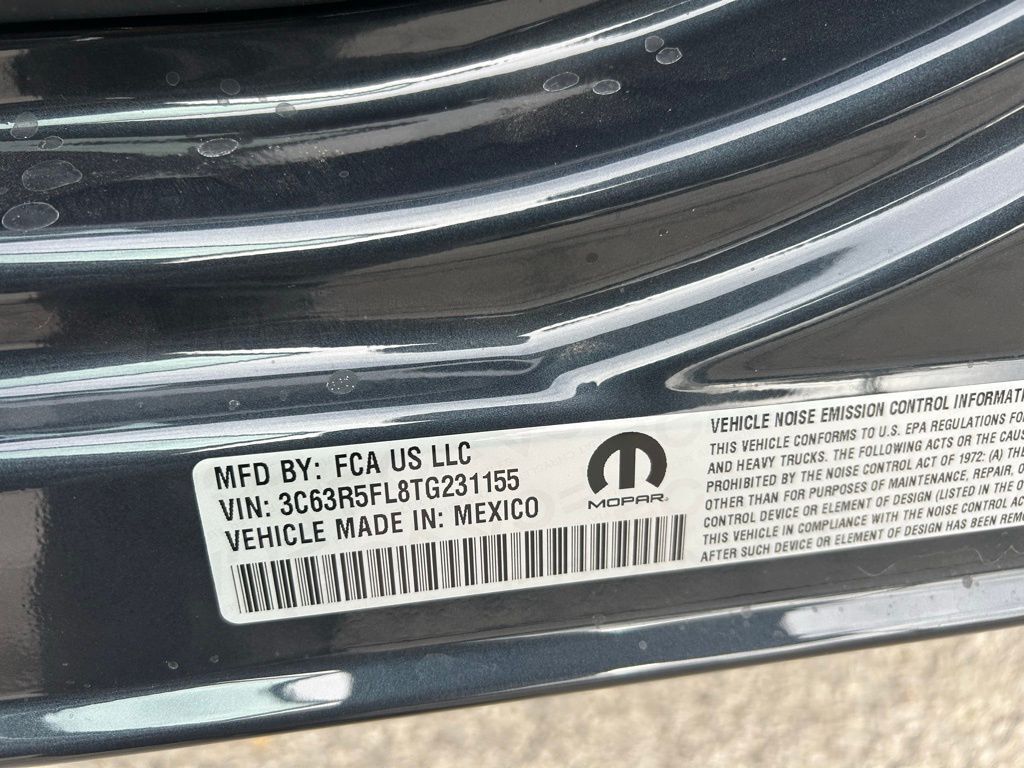 MFD BY: FCA US LLC
VIN: 3C63R5FL8TG231155
VEHICLE MADE IN: MEXICO
MOPAR
VEHICLE NOISE EMISSION CONTROL INFORMATI
THIS VEHICLE CONFORMS TO U.S. EPA REGULATIONS FO
AND HEAVY TRUCKS. THE FOLLOWING ACTS OR THE CAUS
PROHIBITED BY THE NOISE CONTROL ACT OF 1972: (A) THE
OTHER THAN FOR PURPOSES OF MAINTENANCE, REPAIR, O
CONTROL DEVICE OR ELEMENT OF DESIGN (LISTED IN THE O
THIS VEHICLE IN COMPLIANCE WITH THE NOISE CONTROL AC
AFTER SUCH DEVICE OR ELEMENT OF DESIGN HAS BEEN REM